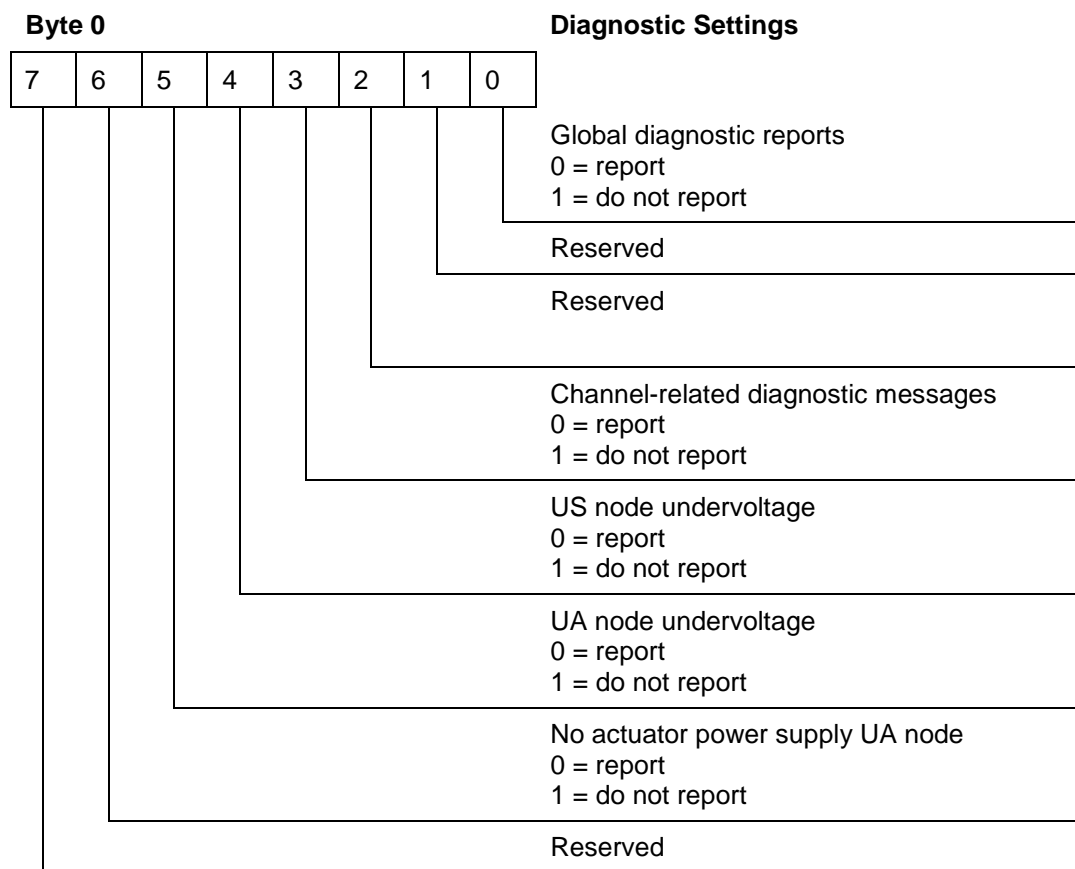 Byte 0
Diagnostic Settings
7 6 5 4 3 2 1 0
Global diagnostic reports
0 = report
1 = do not report
Reserved
Reserved
Channel-related diagnostic messages
0 = report
1 = do not report
US node undervoltage
0 = report
1 = do not report
UA node undervoltage
0 = report
1 = do not report
No actuator power supply UA node
0 = report
1 = do not report
Reserved